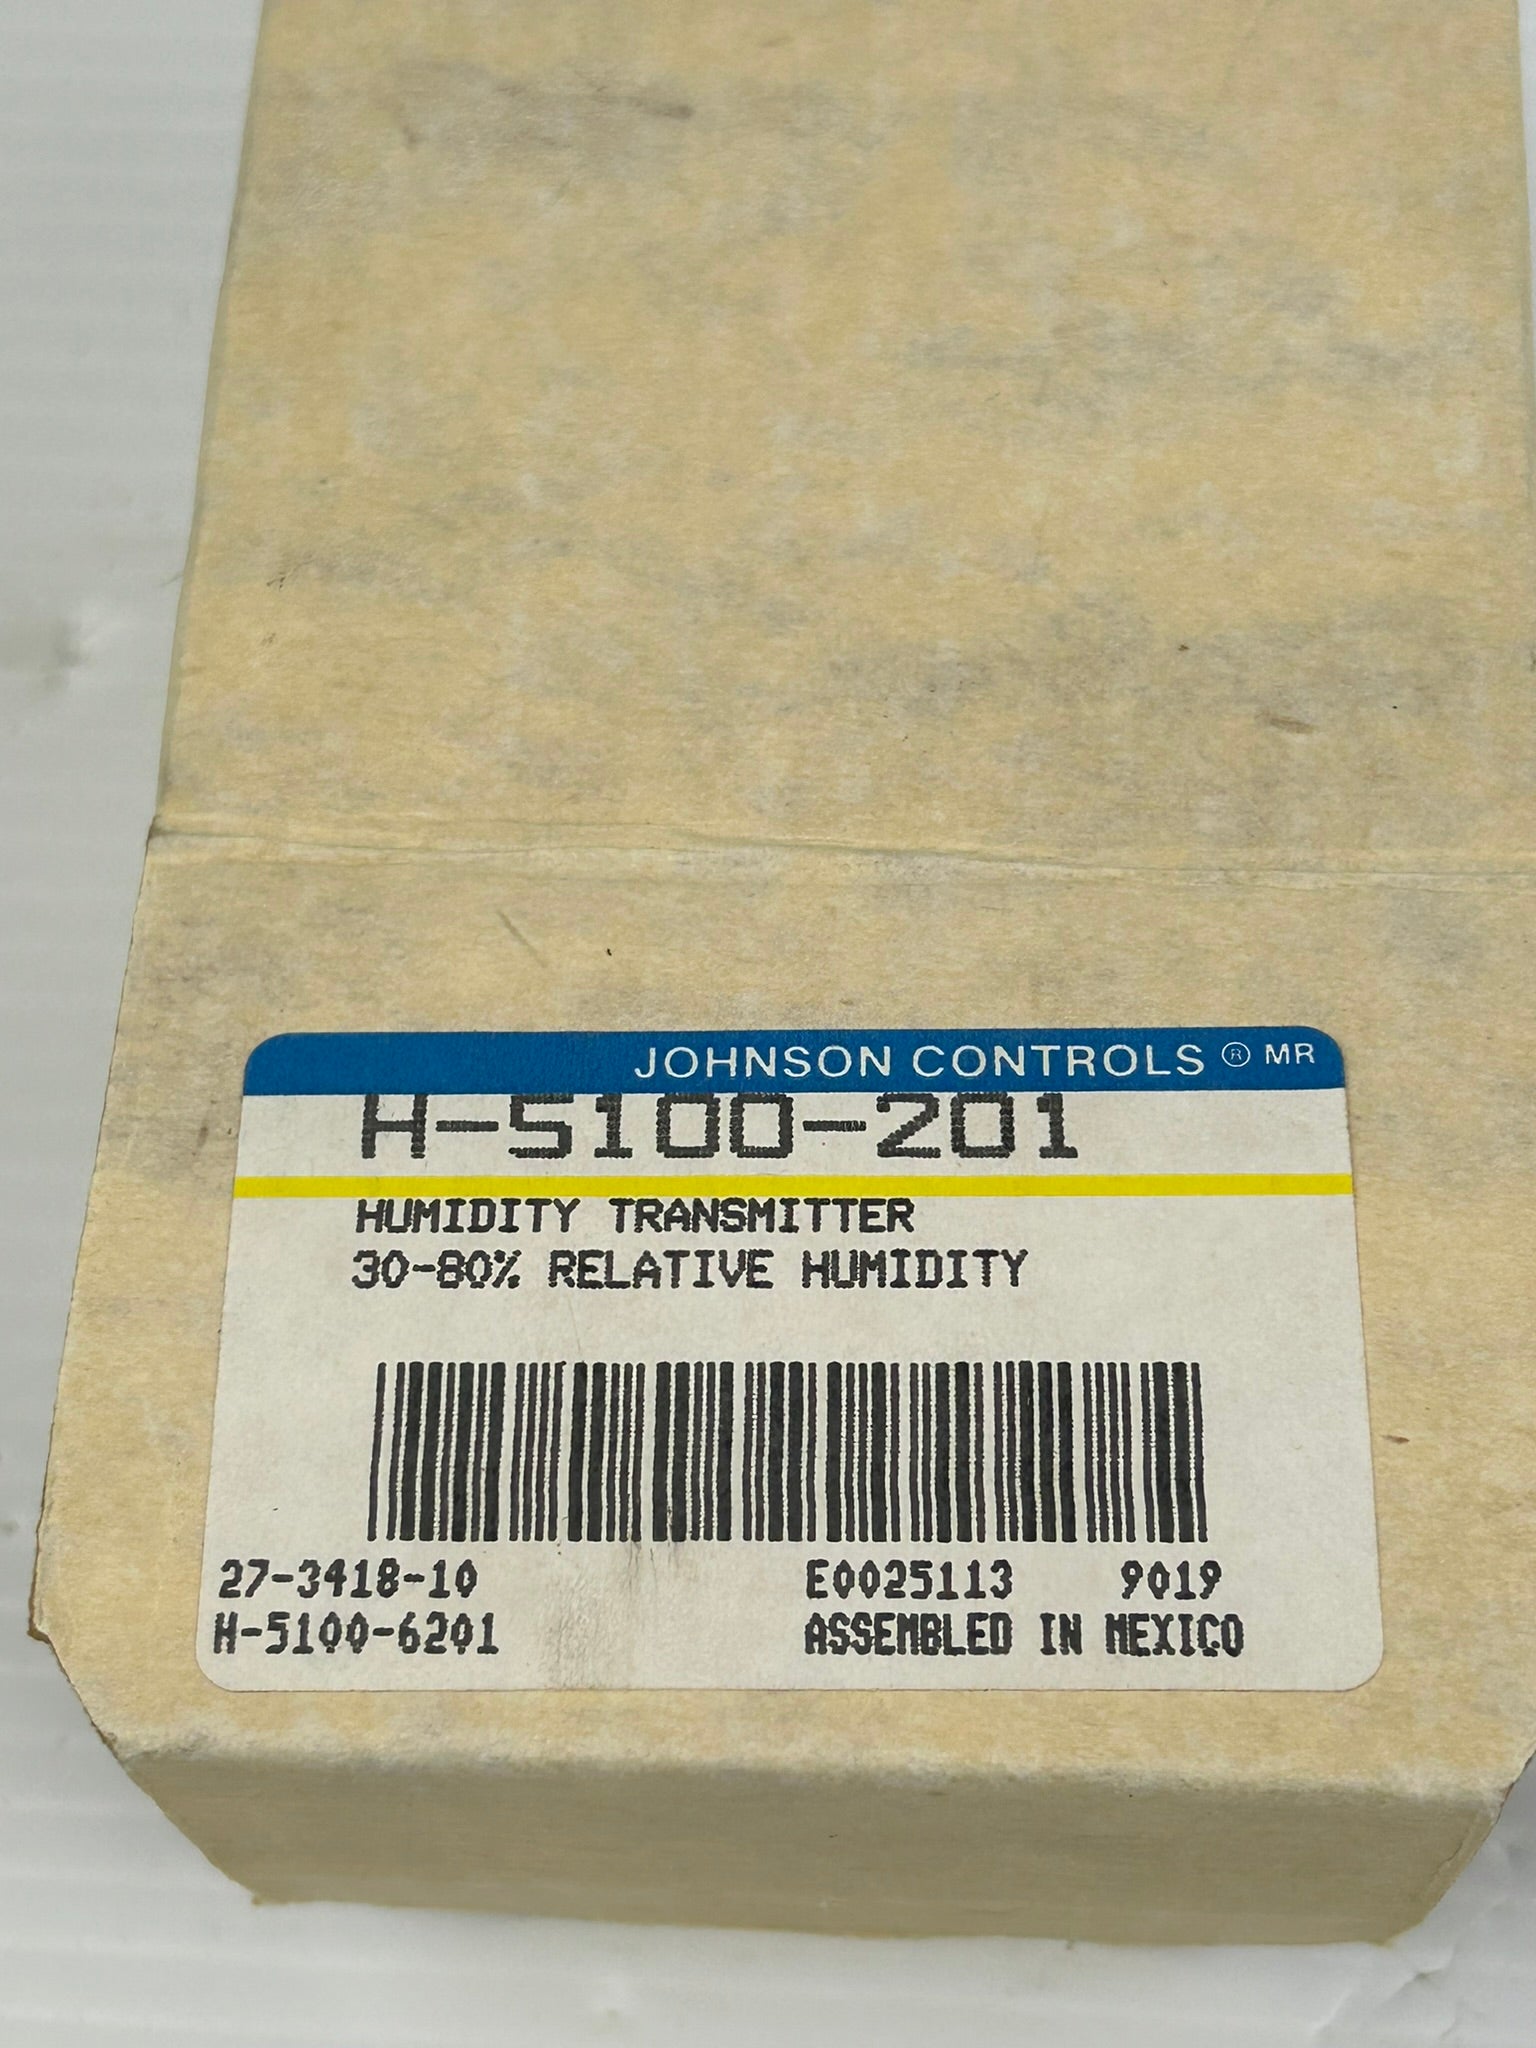 JOHNSON CONTROLS ® MR
H-5100-201
HUMIDITY TRANSMITTER
30-80% RELATIVE HUMIDITY
27-3418-10 E0025113 9019
H-5100-6201 ASSEMBLED IN MEXICO